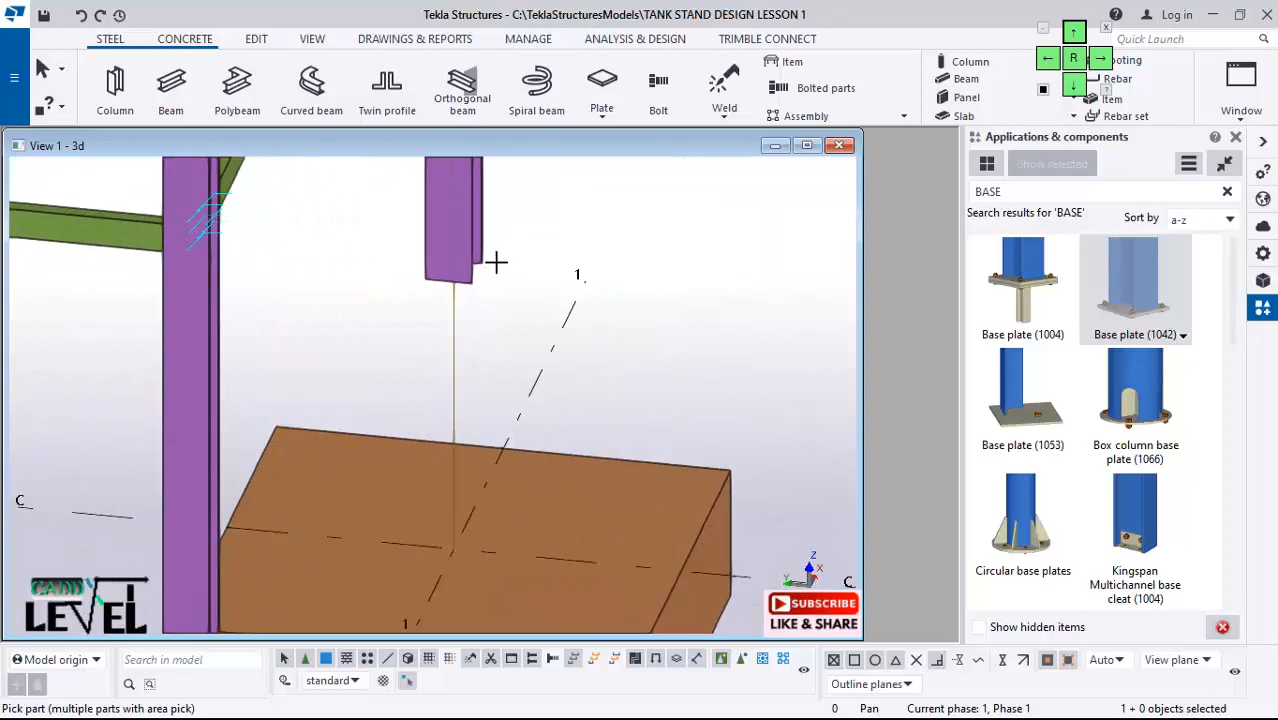 Tekla Structures - C:\TeklaStructuresModels\TANK STAND DESIGN LESSON 1
Log in
STEEL CONCRETE EDIT VIEW DRAWINGS & REPORTS MANAGE ANALYSIS & DESIGN TRIMBLE CONNECT
Quick Launch
Column Beam Polybeam Curved beam Twin profile Orthogonal beam Spiral beam Plate Bolt Weld
Item
Bolted parts
Assembly
Column
Beam
Panel
Slab
Rebar
Item
Rebar set
Window
R
View 1 - 3d
Applications & components
Show selected
BASE
Search results for 'BASE' Sort by a-z
Base plate (1004) Base plate (1042)
Base plate (1053) Box column base plate (1066)
Circular base plates Kingspan Multichannel base cleat (1004)
Show hidden items
1
C
C
1
Z
Y
X
CADD
LEVEL
SUBSCRIBE
LIKE & SHARE
Model origin Search in model
standard
Auto View plane
Outline planes
Pick part (multiple parts with area pick) 0 Pan Current phase: 1, Phase 1 1 + 0 objects selected